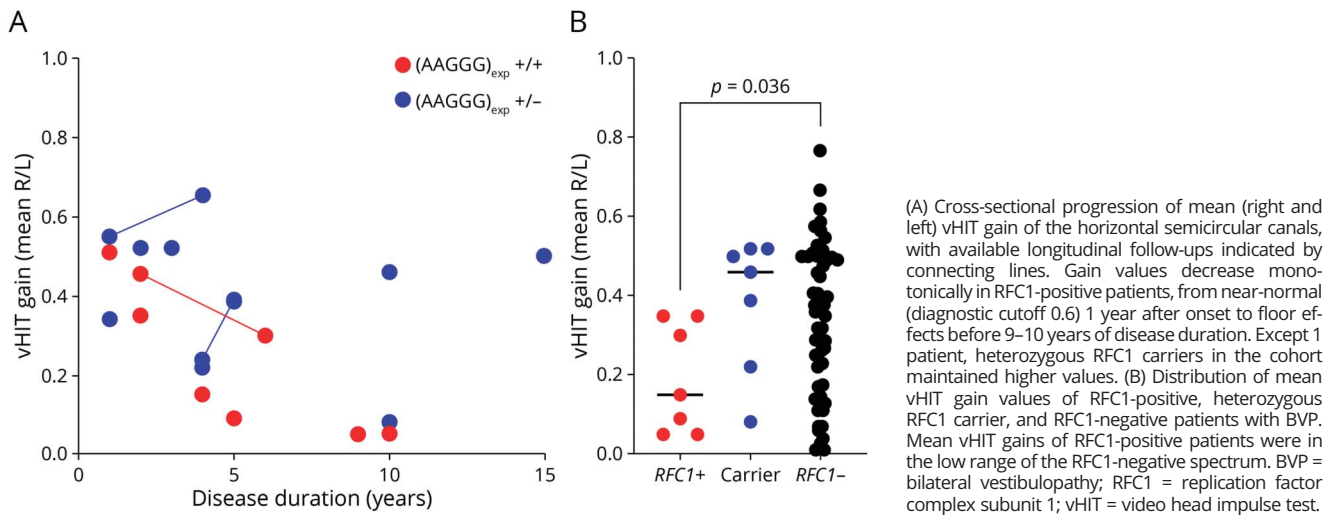 A
vHIT gain (mean R/L)
1.0
0.8
0.6
0.4
0.2
0.0
0
5
10
15
Disease duration (years)
(AAGGG)exp +/+
(AAGGG)exp +/−
B
vHIT gain (mean R/L)
1.0
0.8
0.6
0.4
0.2
0.0
p = 0.036
RFC1+
Carrier
RFC1−
(A) Cross-sectional progression of mean (right and
left) vHIT gain of the horizontal semicircular canals,
with available longitudinal follow-ups indicated by
connecting lines. Gain values decrease mono-
tonically in RFC1-positive patients, from near-normal
(diagnostic cutoff 0.6) 1 year after onset to floor ef-
fects before 9–10 years of disease duration. Except 1
patient, heterozygous RFC1 carriers in the cohort
maintained higher values. (B) Distribution of mean
vHIT gain values of RFC1-positive, heterozygous
RFC1 carrier, and RFC1-negative patients with BVP.
Mean vHIT gains of RFC1-positive patients were in
the low range of the RFC1-negative spectrum. BVP =
bilateral vestibulopathy; RFC1 = replication factor
complex subunit 1; vHIT = video head impulse test.